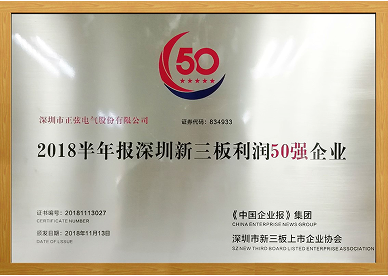 50
深圳市正弦电气股份有限公司 证券代码：834933
2018半年报深圳新三板利润50强企业
证书编号：20181113027
CERTIFICATE NUMBER
颁发日期：2018年11月13日
DATE OF LSSUE
《中国企业报》集团
CHINA ENTERPRISE NEWS GROUP
深圳市新三板上市企业协会
SZ NEW THIRD BOARD LISTED ENTERPRISE ASSOCIATION